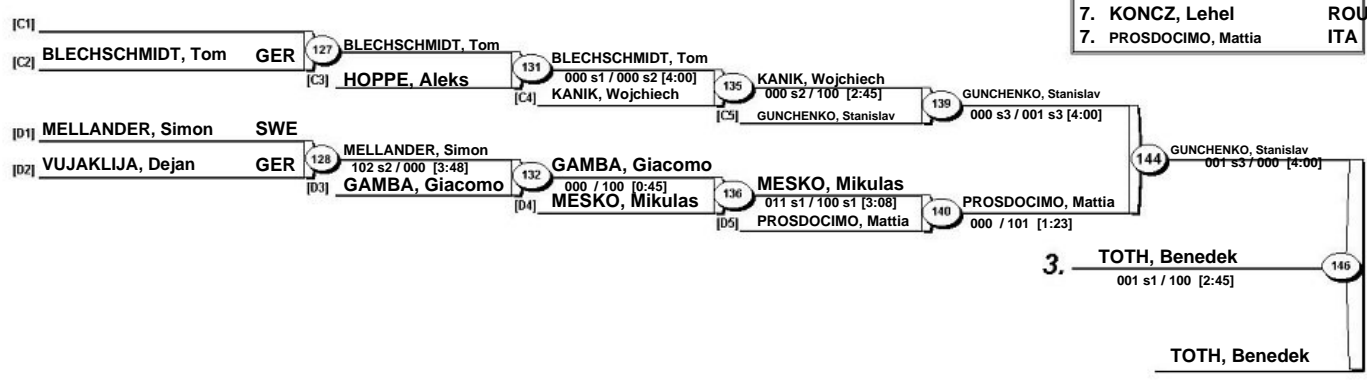 7. KONCZ, Lehel ROU
7. PROSDOCIMO, Mattia ITA
[C1]
[C2] BLECHSCHMIDT, Tom GER
127
BLECHSCHMIDT, Tom
[C3] HOPPE, Aleks
131
BLECHSCHMIDT, Tom
000 s1 / 000 s2 [4:00]
[C4] KANIK, Wojchiech
135
KANIK, Wojchiech
000 s2 / 100 [2:45]
[C5] GUNCHENKO, Stanislav
139
GUNCHENKO, Stanislav
000 s3 / 001 s3 [4:00]
[D1] MELLANDER, Simon SWE
[D2] VUJAKLIJA, Dejan GER
128
MELLANDER, Simon
102 s2 / 000 [3:48]
[D3] GAMBA, Giacomo
132
GAMBA, Giacomo
000 / 100 [0:45]
[D4] MESKO, Mikulas
136
MESKO, Mikulas
011 s1 / 100 s1 [3:08]
[D5] PROSDOCIMO, Mattia
140
PROSDOCIMO, Mattia
000 / 101 [1:23]
144
GUNCHENKO, Stanislav
001 s3 / 000 [4:00]
3. TOTH, Benedek
001 s1 / 100 [2:45]
146
TOTH, Benedek